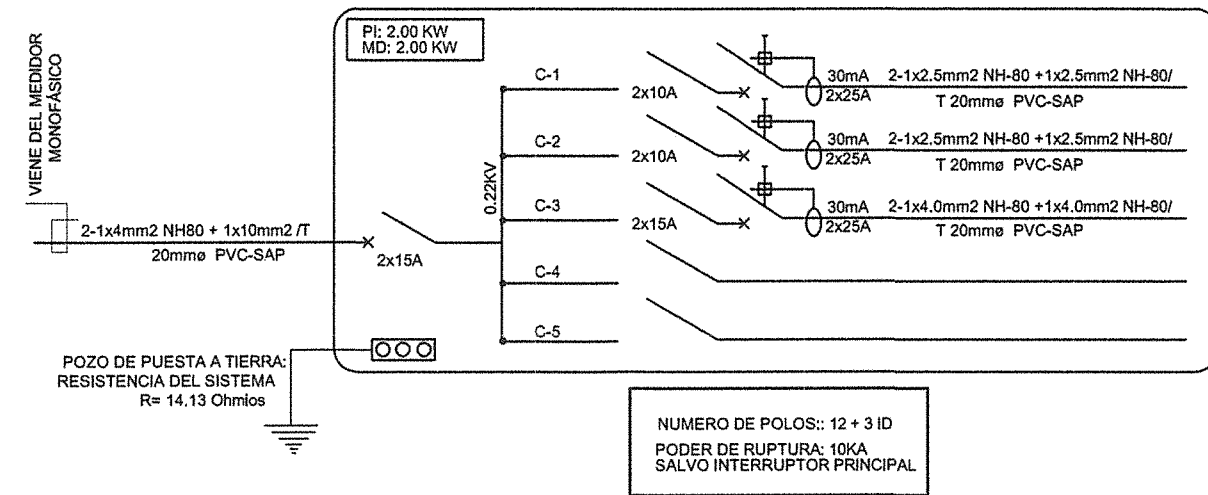 VIENE DEL MEDIDOR
MONOFÁSICO
PI: 2.00 KW
MD: 2.00 KW
C-1
2x10A
30mA
2x25A
2-1x2.5mm2 NH-80 +1x2.5mm2 NH-80/
T 20mmø PVC-SAP
C-2
2x10A
30mA
2x25A
2-1x2.5mm2 NH-80 +1x2.5mm2 NH-80/
T 20mmø PVC-SAP
0.22KV
C-3
2x15A
30mA
2x25A
2-1x4.0mm2 NH-80 +1x4.0mm2 NH-80/
T 20mmø PVC-SAP
2-1x4mm2 NH80 + 1x10mm2 /T
20mmø PVC-SAP
2x15A
C-4
C-5
POZO DE PUESTA A TIERRA:
RESISTENCIA DEL SISTEMA
R= 14,13 Ohmios
NUMERO DE POLOS:: 12 + 3 ID
PODER DE RUPTURA: 10KA
SALVO INTERRUPTOR PRINCIPAL